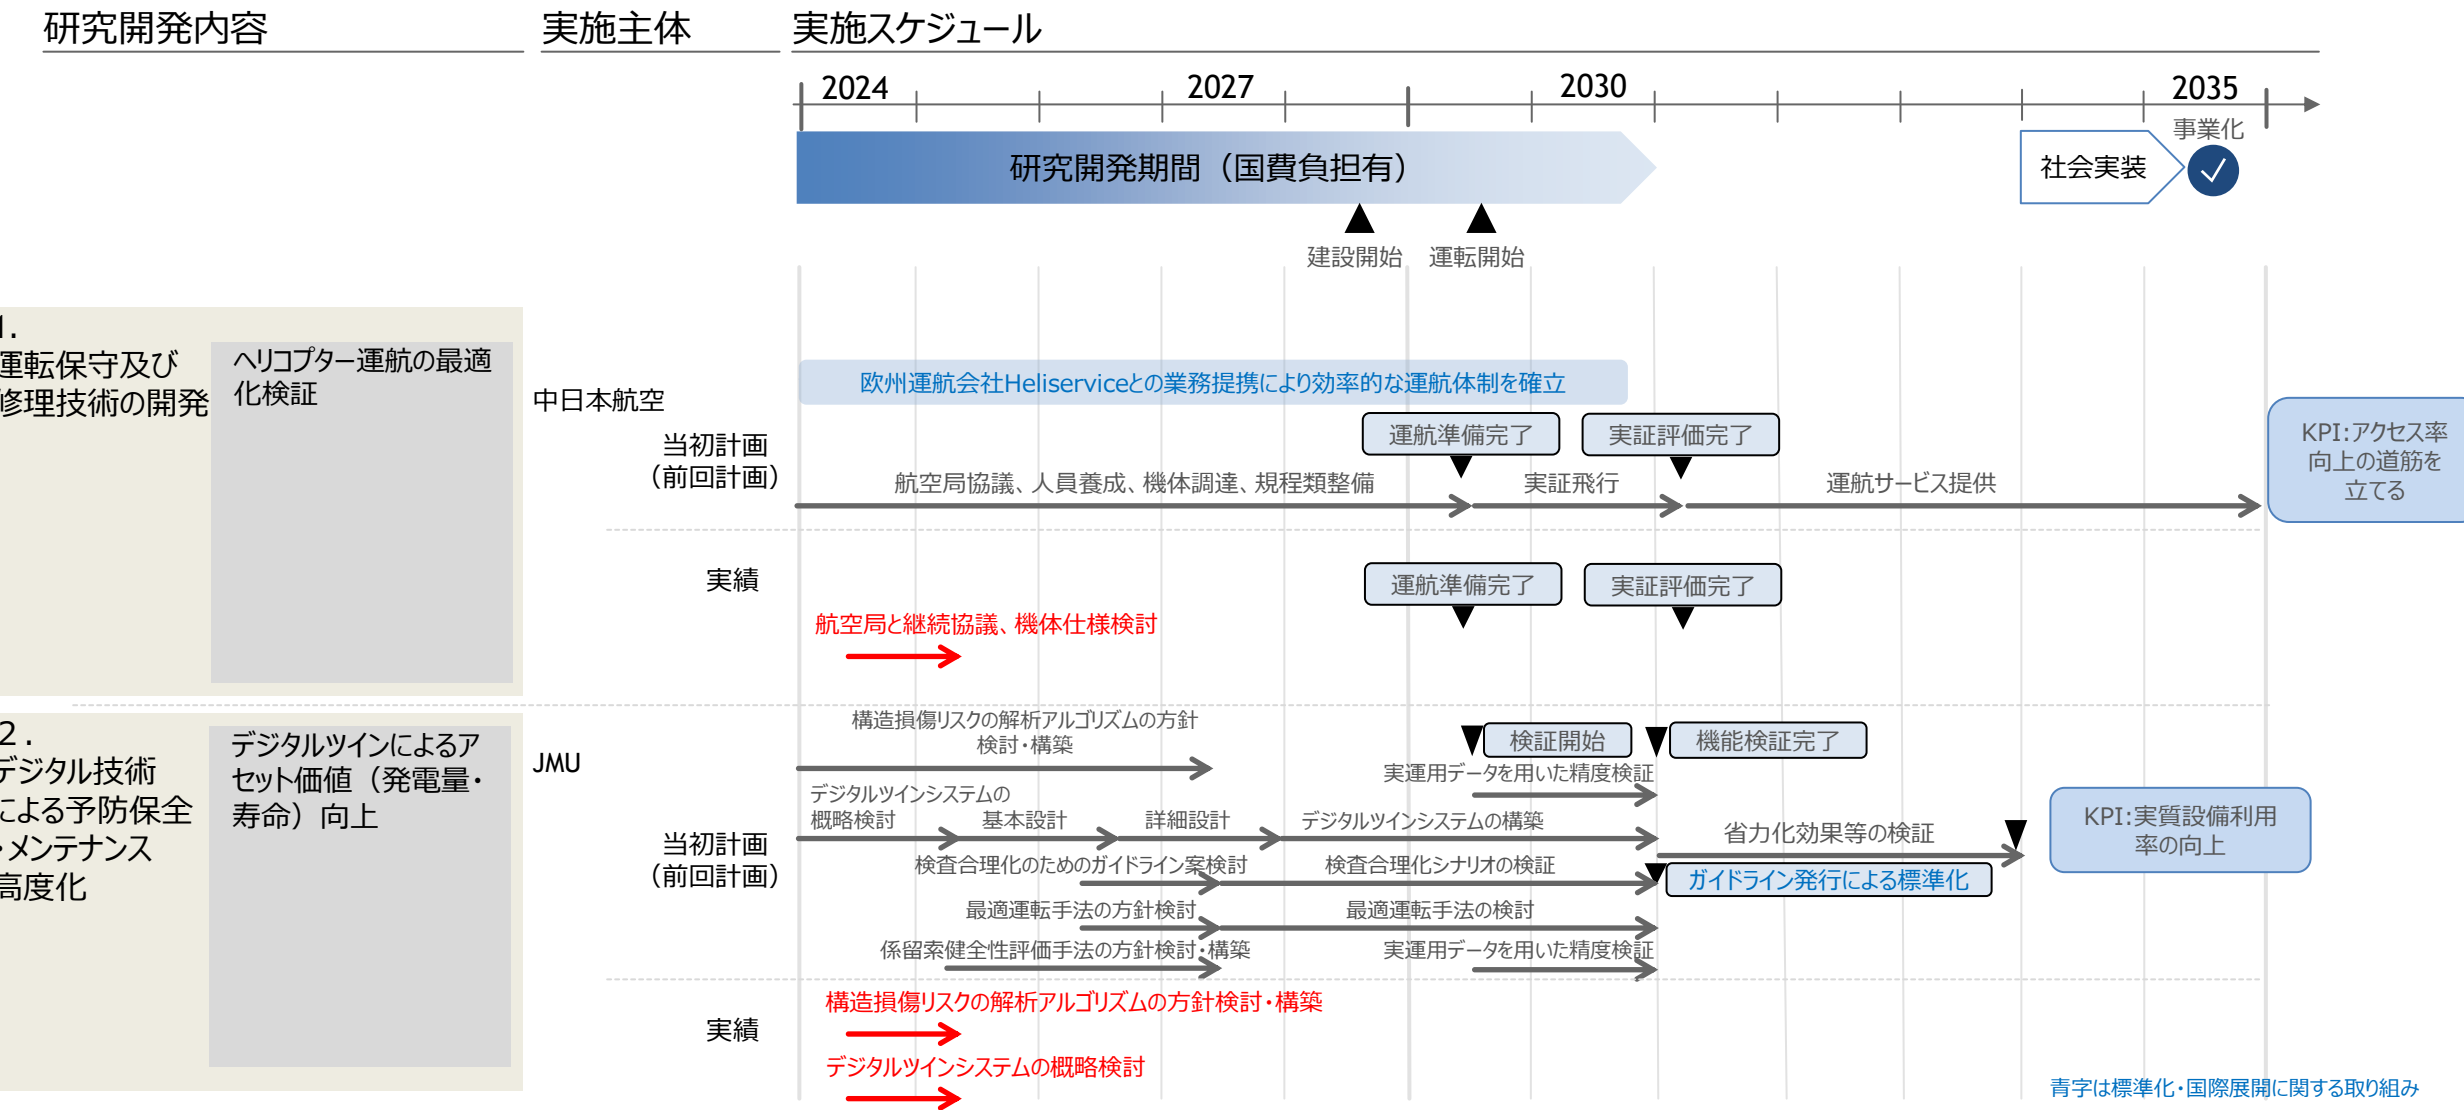 研究開発内容
実施主体
実施スケジュール
2024
2027
2030
2035
事業化
研究開発期間（国費負担有）
社会実装
建設開始
運転開始
1.
運転保守及び
修理技術の開発
ヘリコプター運航の最適
化検証
中日本航空
欧州運航会社Heliserviceとの業務提携により効率的な運航体制を確立
当初計画
（前回計画）
運航準備完了
実証評価完了
航空局協議、人員養成、機体調達、規程類整備
実証飛行
運航サービス提供
KPI:アクセス率
向上の道筋を
立てる
実績
運航準備完了
実証評価完了
航空局と継続協議、機体仕様検討
2.
デジタル技術
による予防保全
・メンテナンス
高度化
デジタルツインによるア
セット価値（発電量・
寿命）向上
JMU
構造損傷リスクの解析アルゴリズムの方針
検討・構築
検証開始
機能検証完了
実運用データを用いた精度検証
デジタルツインシステムの
概略検討
基本設計
詳細設計
デジタルツインシステムの構築
省力化効果等の検証
KPI:実質設備利用
率の向上
当初計画
（前回計画）
検査合理化のためのガイドライン案検討
検査合理化シナリオの検証
ガイドライン発行による標準化
最適運転手法の方針検討
最適運転手法の検討
係留索健全性評価手法の方針検討・構築
実運用データを用いた精度検証
実績
構造損傷リスクの解析アルゴリズムの方針検討・構築
デジタルツインシステムの概略検討
青字は標準化・国際展開に関する取り組み